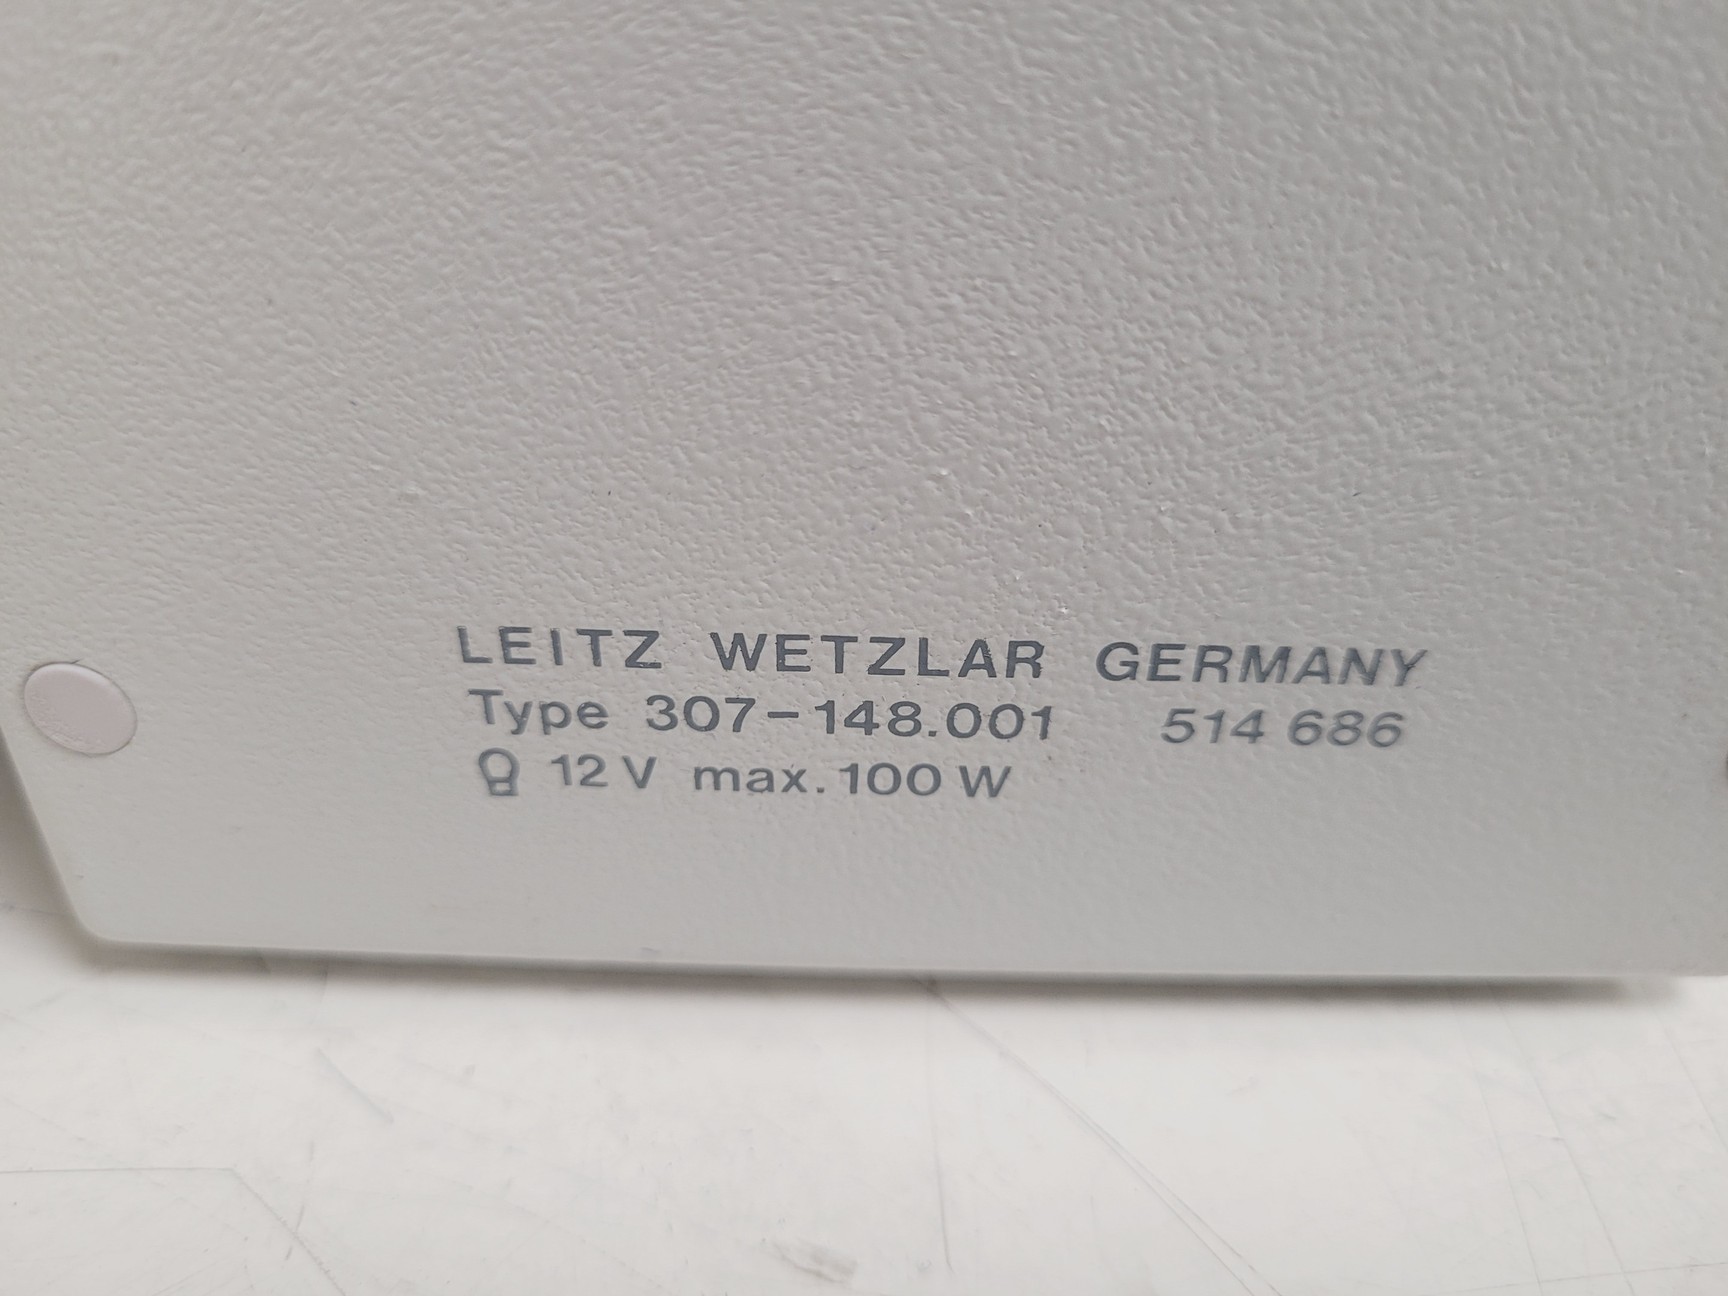 LEITZ WETZLAR GERMANY
Type 307-148.001 514 686
12 V max. 100 W